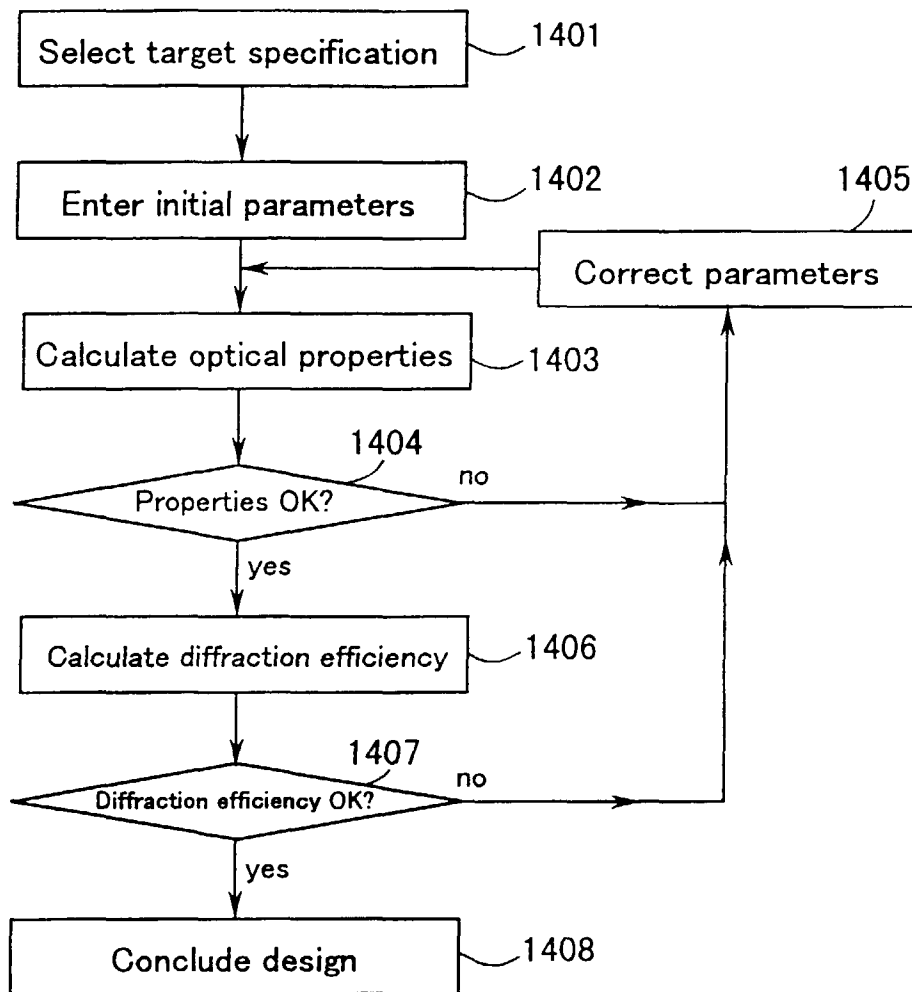 Select target specification
1401
Enter initial parameters
1402
1405
Correct parameters
Calculate optical properties
1403
1404
Properties OK?
no
yes
Calculate diffraction efficiency
1406
1407
Diffraction efficiency OK?
no
yes
Conclude design
1408